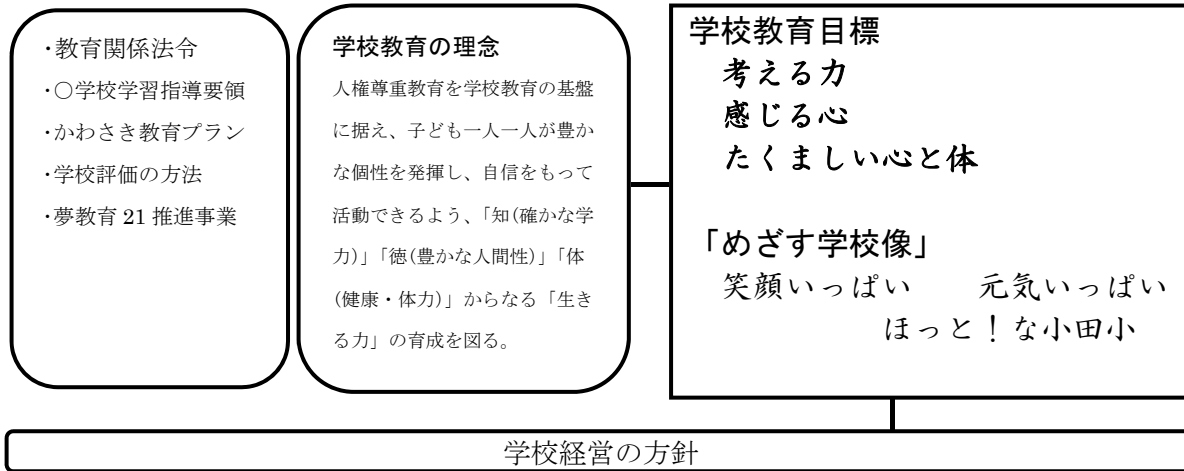 ・教育関係法令
・〇学校学習指導要領
・かわさき教育プラン
・学校評価の方法
・夢教育 21 推進事業
学校教育の理念
人権尊重教育を学校教育の基盤
に据え、子ども一人一人が豊か
な個性を発揮し、自信をもって
活動できるよう、「知(確かな学
力)」「徳(豊かな人間性)」「体
(健康・体力)」からなる「生き
る力」の育成を図る。
学校教育目標
考える力
感じる心
たくましい心と体
「めざす学校像」
笑顔いっぱい　元気いっぱい
ほっと！な小田小
学校経営の方針